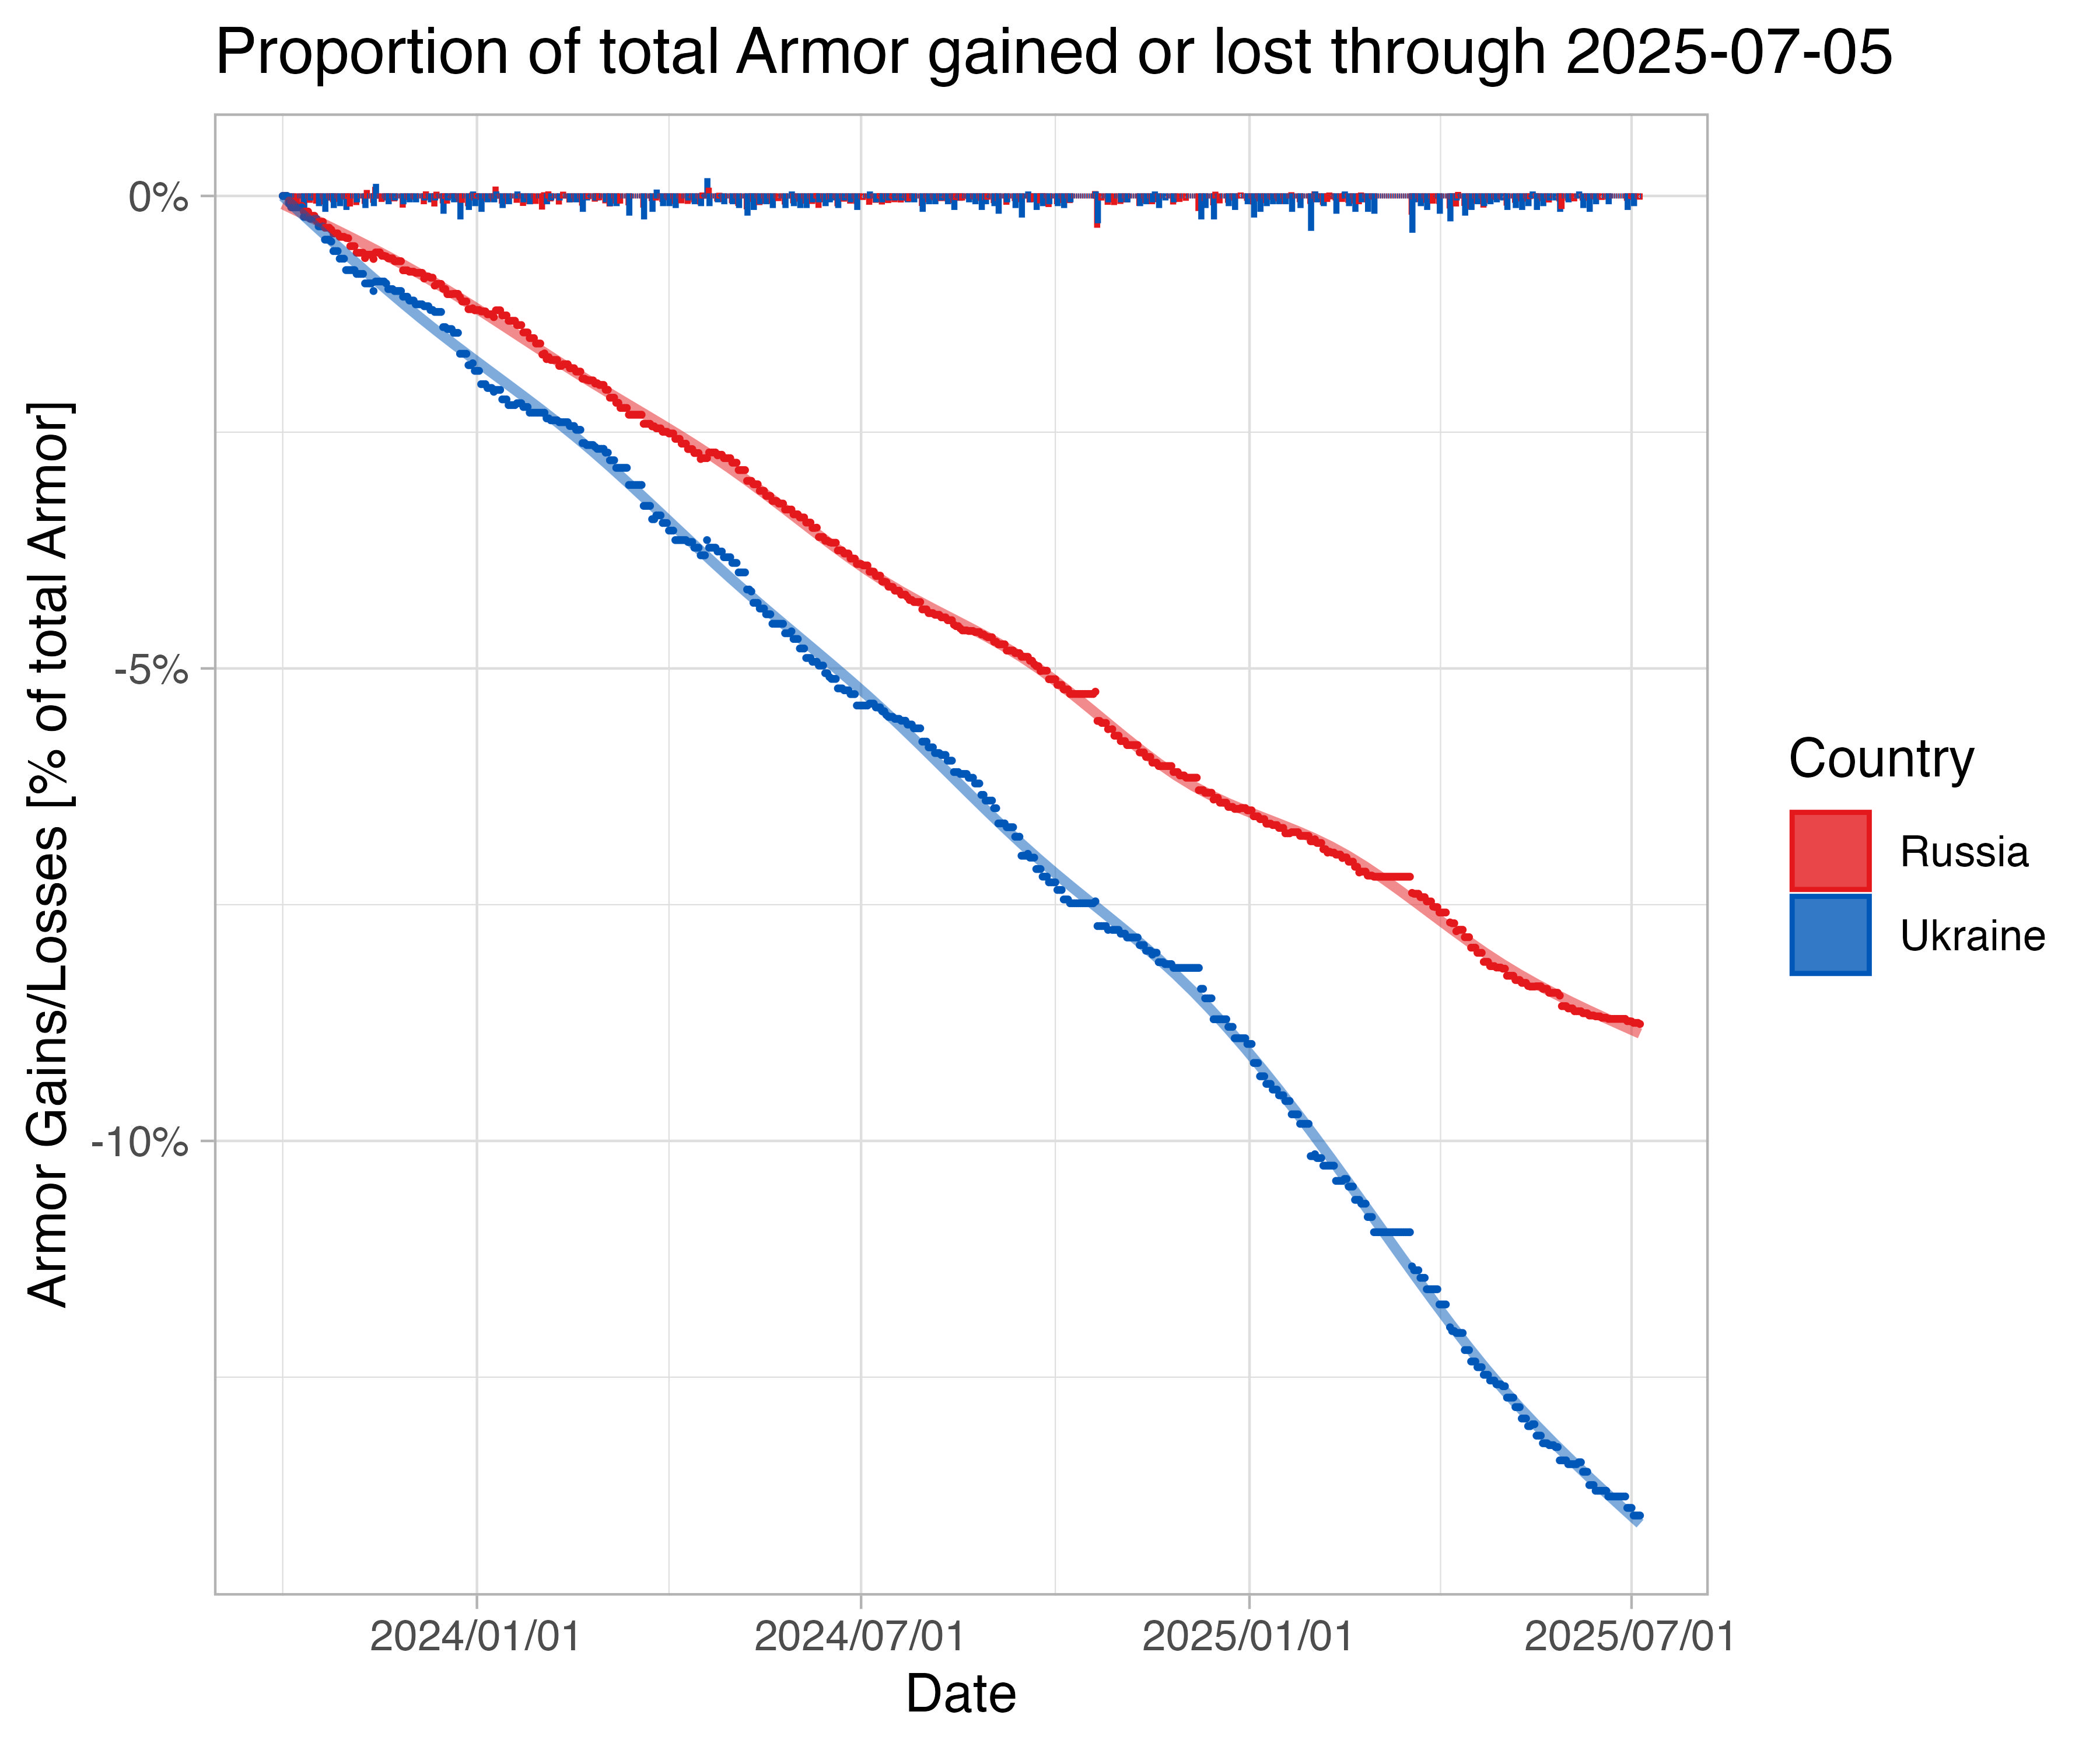 Proportion of total Armor gained or lost through 2025-07-05
Armor Gains/Losses [% of total Armor]
0%
-5%
-10%
2024/01/01
2024/07/01
2025/01/01
2025/07/01
Date
Country
Russia
Ukraine